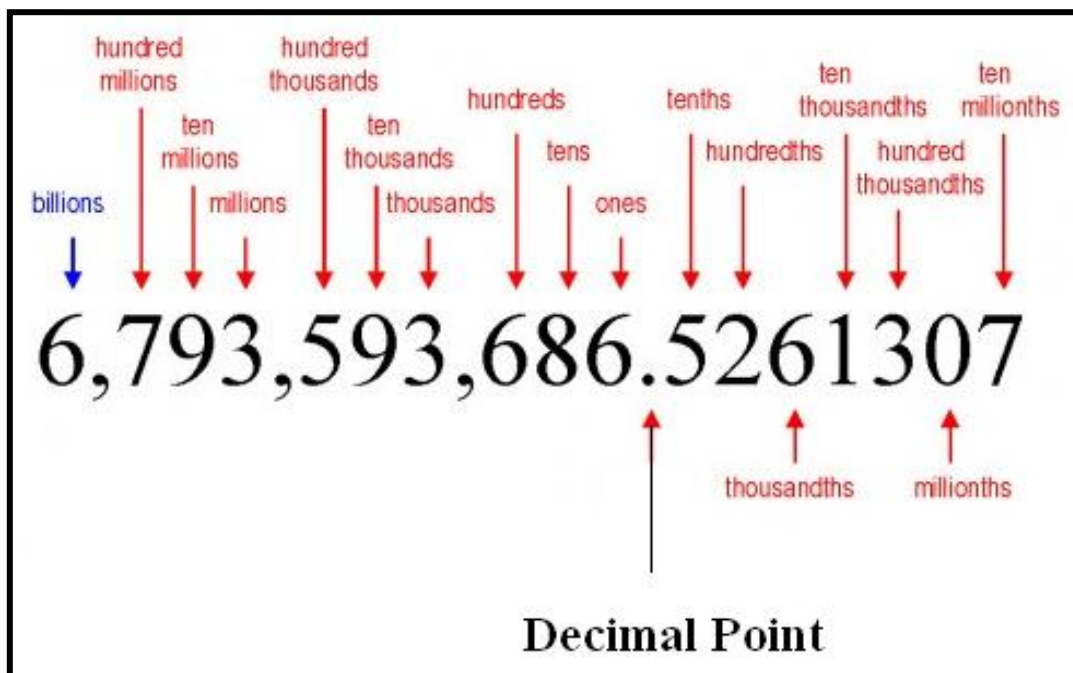 hundred
millions
hundred
thousands
hundreds
tenths
ten
thousandths
ten
millionths
ten
millions
ten
thousands
tens
hundredths
hundred
thousandths
billions
millions
thousands
ones
6,793,593,686.5261307
thousandths
millionths
Decimal Point